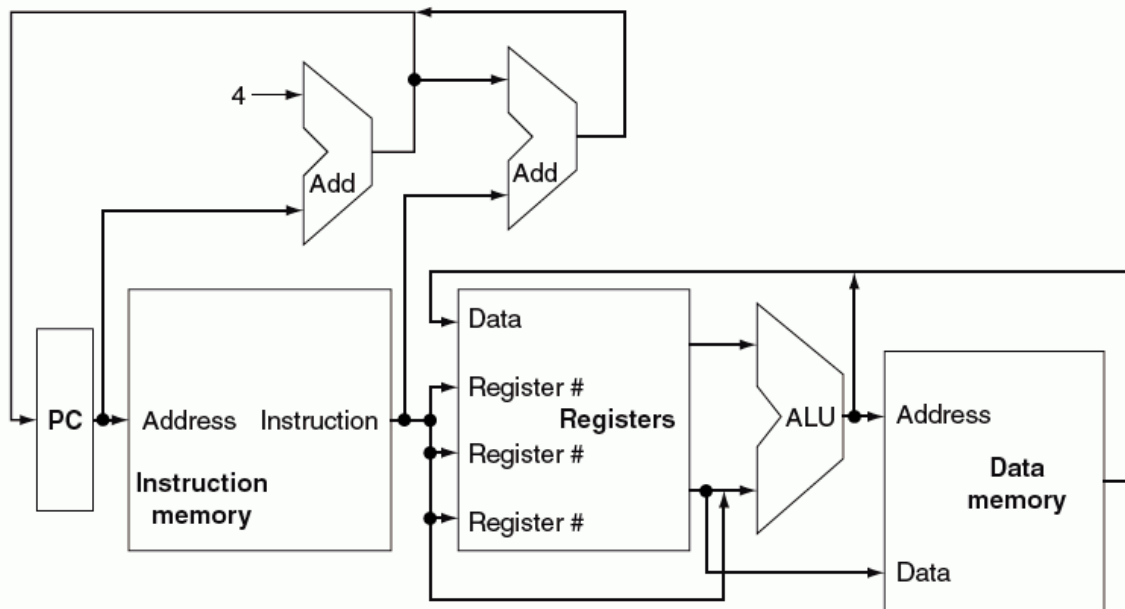 4
Add
Add
Data
Register #
PC
Address
Instruction
Registers
ALU
Address
Register #
Instruction
memory
Data
memory
Register #
Data